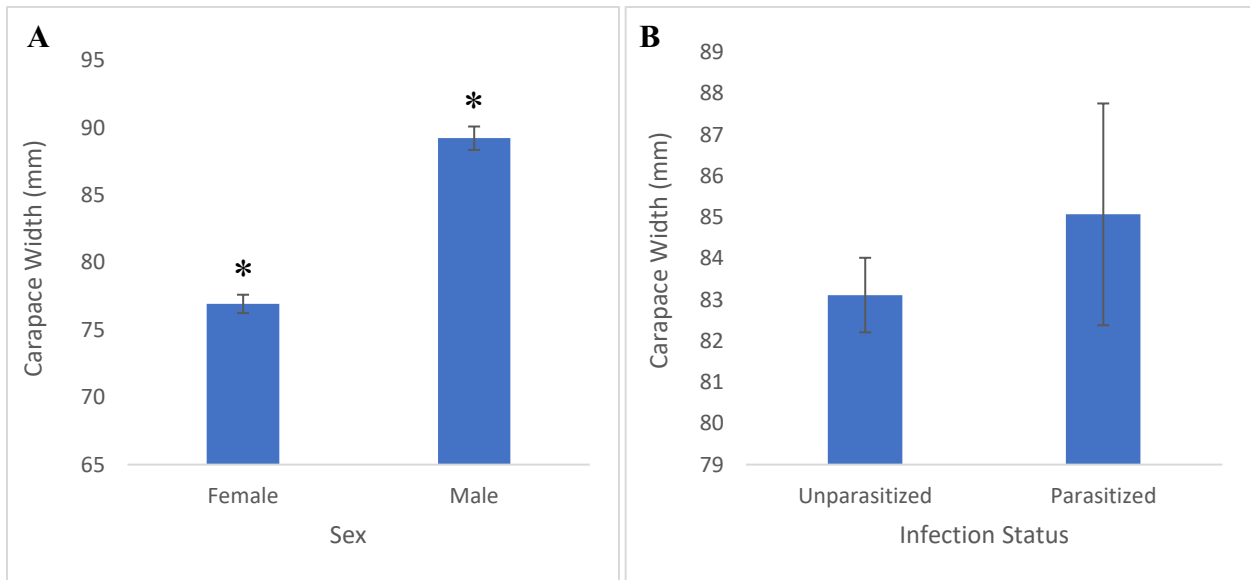 A
Carapace Width (mm)
95
90
85
80
75
70
65
*
*
Female
Male
Sex
B
Carapace Width (mm)
89
88
87
86
85
84
83
82
81
80
79
Unparasitized
Parasitized
Infection Status